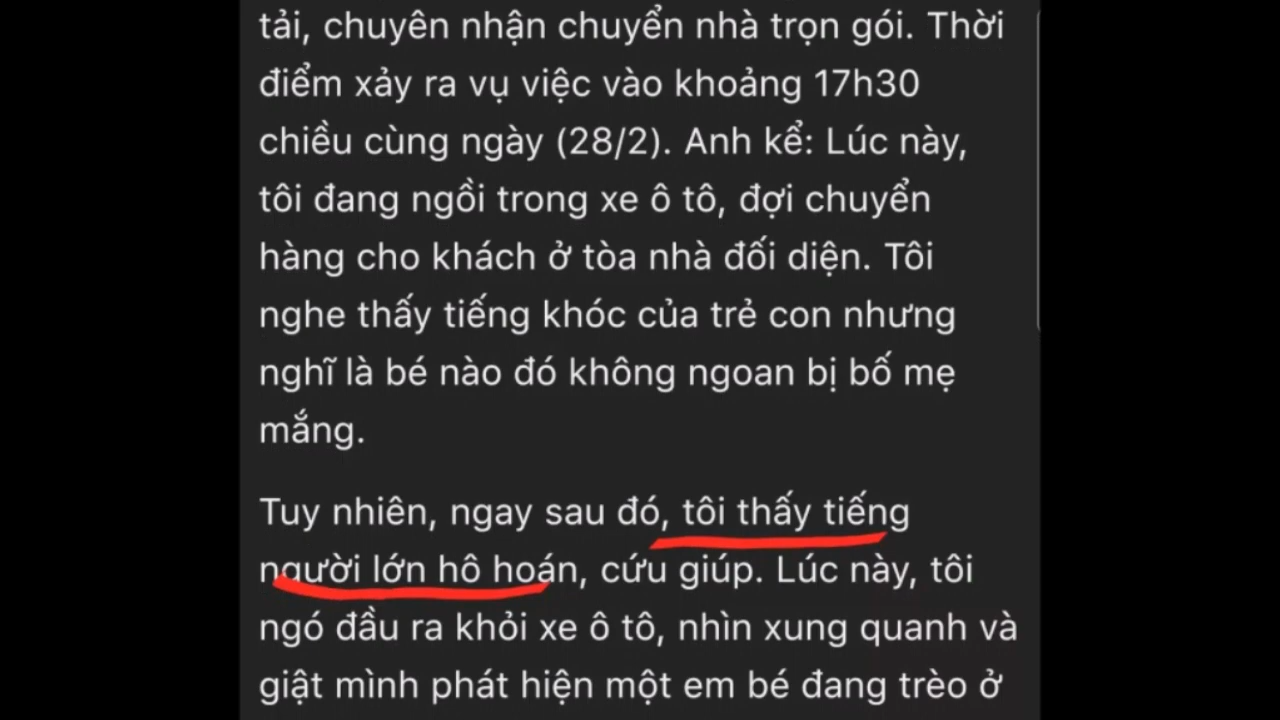 tải, chuyên nhận chuyển nhà trọn gói. Thời
điểm xảy ra vụ việc vào khoảng 17h30
chiều cùng ngày (28/2). Anh kể: Lúc này,
tôi đang ngồi trong xe ô tô, đợi chuyển
hàng cho khách ở tòa nhà đối diện. Tôi
nghe thấy tiếng khóc của trẻ con nhưng
nghĩ là bé nào đó không ngoan bị bố mẹ
mắng.
Tuy nhiên, ngay sau đó, tôi thấy tiếng
người lớn hô hoán, cứu giúp. Lúc này, tôi
ngó đầu ra khỏi xe ô tô, nhìn xung quanh và
giật mình phát hiện một em bé đang trèo ở